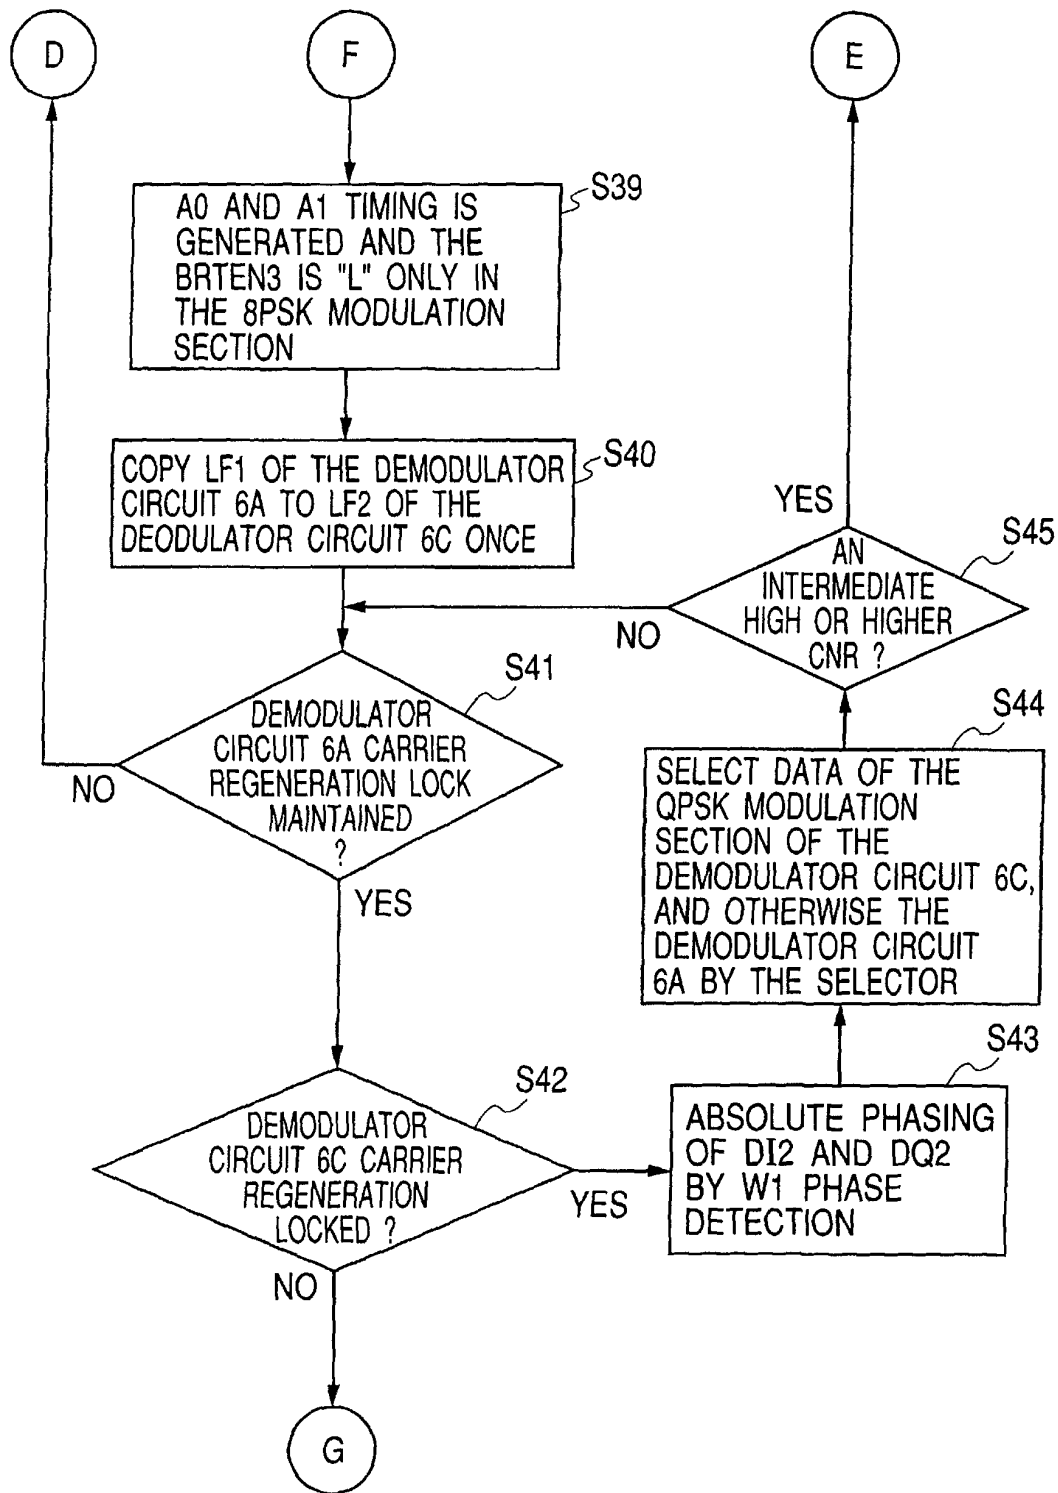 D
F
E
S39
A0 AND A1 TIMING IS
GENERATED AND THE
BRTEN3 IS "L" ONLY IN
THE 8PSK MODULATION
SECTION
S40
COPY LF1 OF THE DEMODULATOR
CIRCUIT 6A TO LF2 OF THE
DEODULATOR CIRCUIT 6C ONCE
YES
S45
AN
INTERMEDIATE
HIGH OR HIGHER
CNR ?
NO
S41
DEMODULATOR
CIRCUIT 6A CARRIER
REGENERATION LOCK
MAINTAINED
?
NO
YES
S44
SELECT DATA OF THE
QPSK MODULATION
SECTION OF THE
DEMODULATOR CIRCUIT 6C,
AND OTHERWISE THE
DEMODULATOR CIRCUIT
6A BY THE SELECTOR
S42
DEMODULATOR
CIRCUIT 6C CARRIER
REGENERATION
LOCKED ?
YES
NO
S43
ABSOLUTE PHASING
OF DI2 AND DQ2
BY W1 PHASE
DETECTION
G